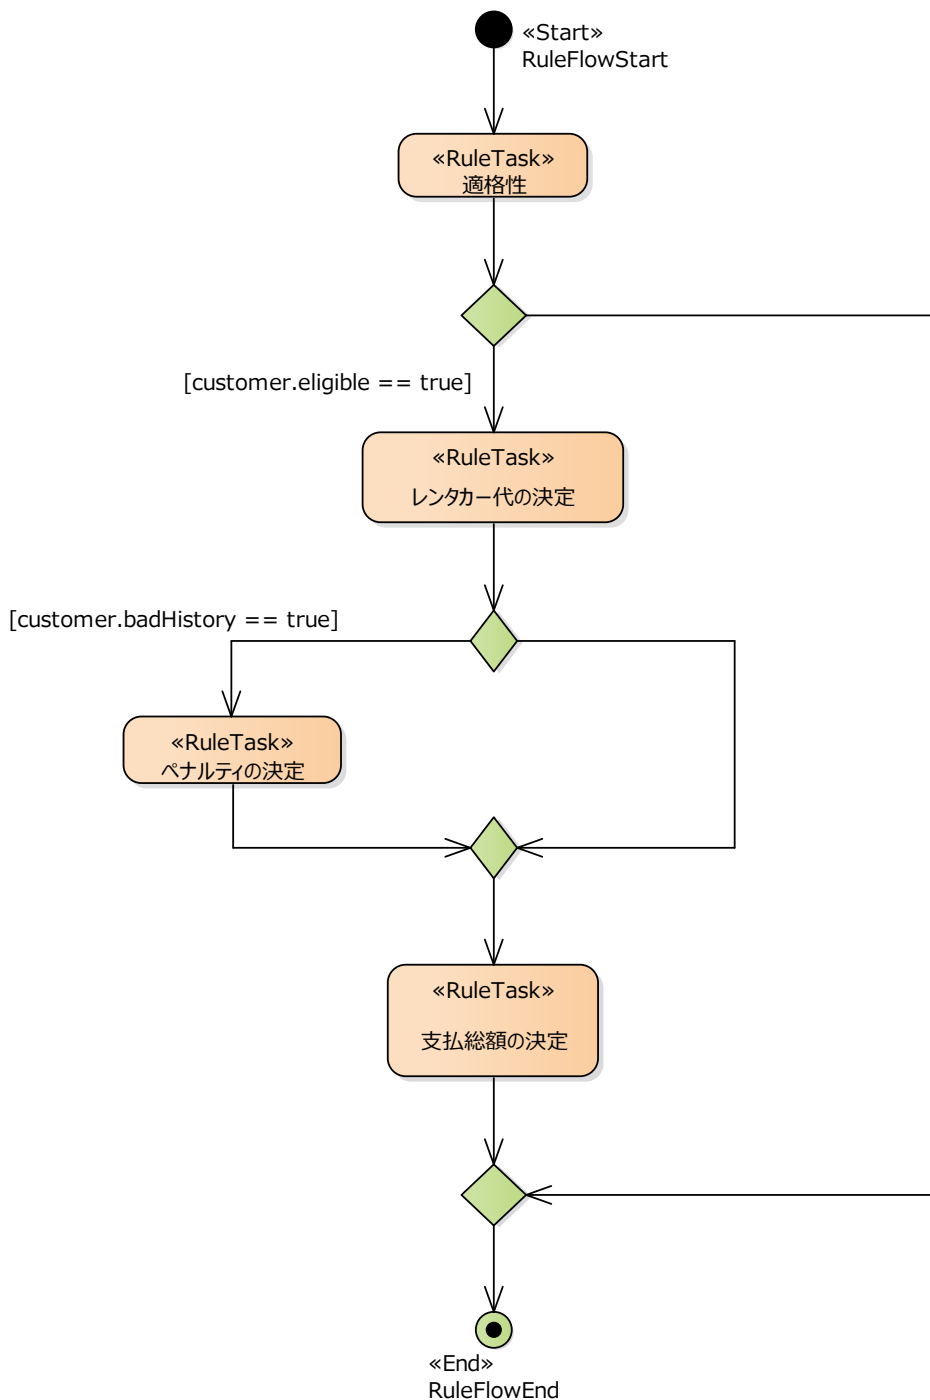 «Start»
RuleFlowStart
«RuleTask»
適格性
[customer.eligible == true]
«RuleTask»
レンタカー代の決定
[customer.badHistory == true]
«RuleTask»
ペナルティの決定
«RuleTask»
支払総額の決定
«End»
RuleFlowEnd